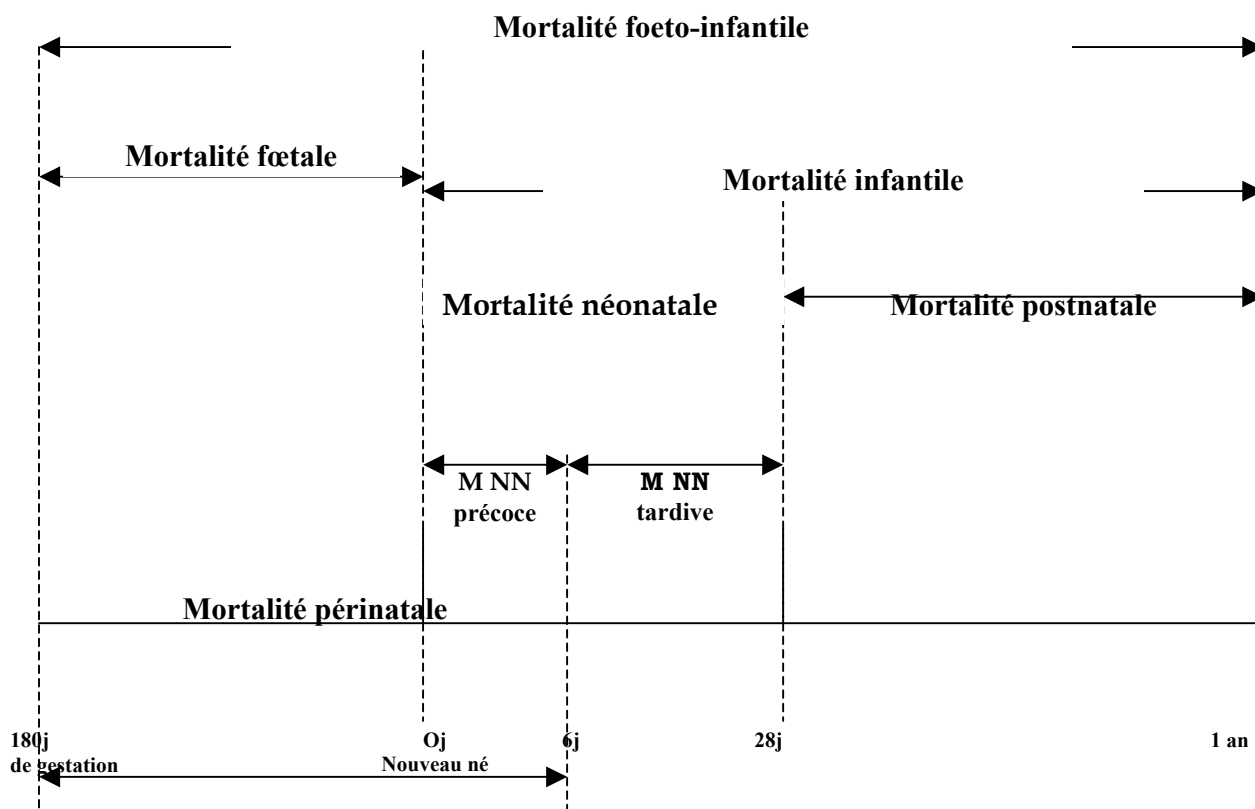 Mortalité foeto-infantile
Mortalité fœtale
Mortalité infantile
Mortalité néonatale
Mortalité postnatale
M NN
précoce
M NN
tardive
Mortalité périnatale
180j
de gestation
Oj
Nouveau né
6j
28j
1 an